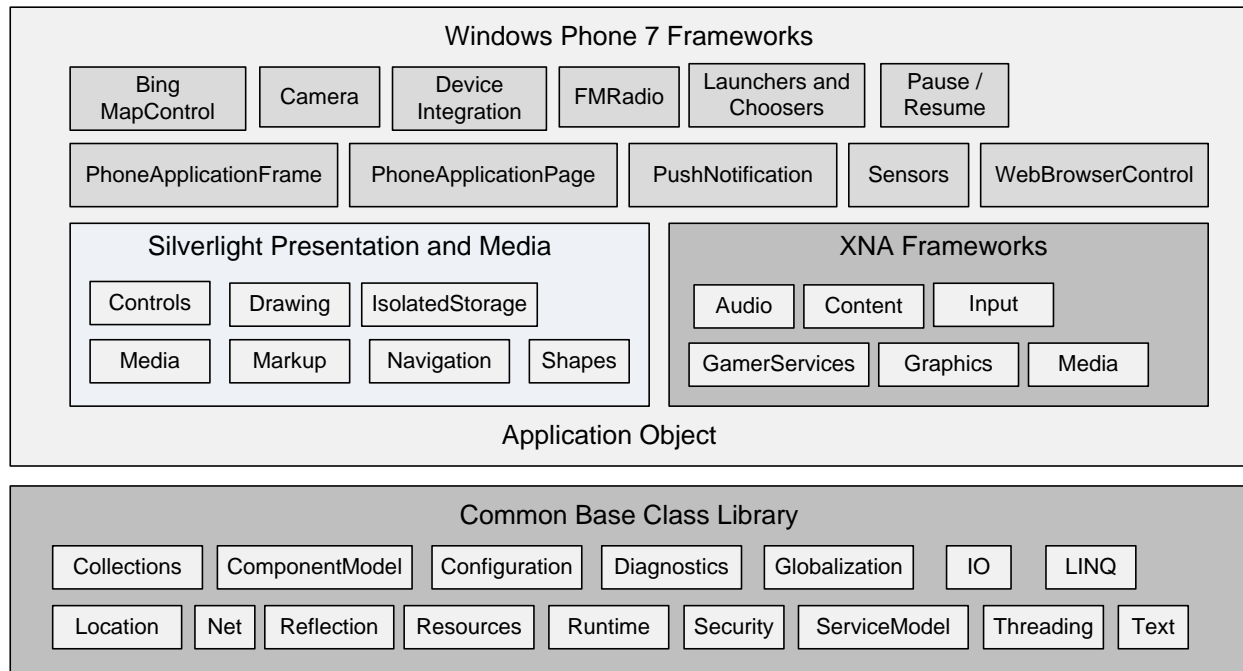 Windows Phone 7 Frameworks
Bing
MapControl
Camera
Device
Integration
FMRadio
Launchers and
Choosers
Pause /
Resume
PhoneApplicationFrame
PhoneApplicationPage
PushNotification
Sensors
WebBrowserControl
Silverlight Presentation and Media
Controls
Drawing
IsolatedStorage
Media
Markup
Navigation
Shapes
XNA Frameworks
Audio
Content
Input
GamerServices
Graphics
Media
Application Object
Common Base Class Library
Collections
ComponentModel
Configuration
Diagnostics
Globalization
IO
LINQ
Location
Net
Reflection
Resources
Runtime
Security
ServiceModel
Threading
Text